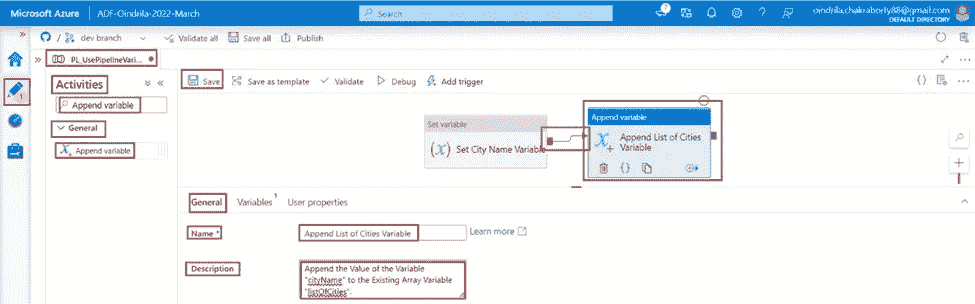 Microsoft Azure | ADF-Oindrila-2022-March
Search
7
oindrila.chakraborty88@gmail.com
DEFAULT DIRECTORY
dev branch
Validate all
Save all
Publish
PL_UsePipelineVari...
Activities
Save
Save as template
Validate
Debug
Add trigger
Append variable
General
Append variable
Set variable
(x) Set City Name Variable
Append variable
Append List of Cities
Variable
General
Variables 1
User properties
Name *
Append List of Cities Variable
Learn more
Description
Append the Value of the Variable
"cityName" to the Existing Array Variable
"listOfCities".